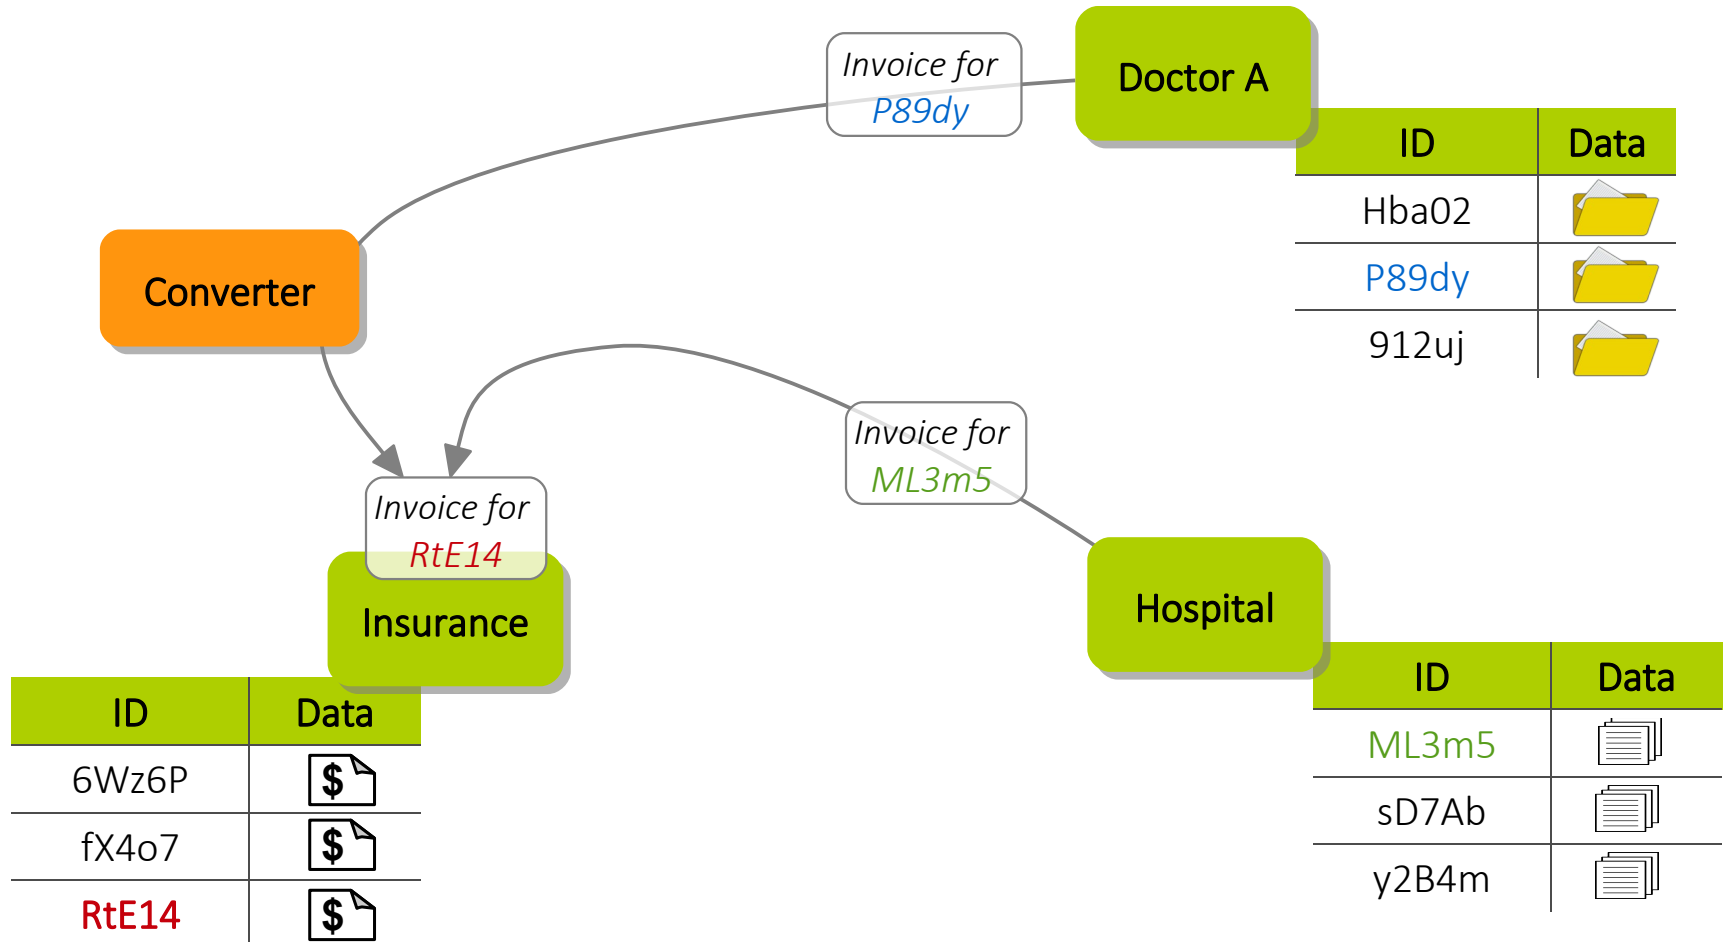 Invoice for
P89dy
Doctor A
ID Data
Hba02
P89dy
912uj
Converter
Invoice for
ML3m5
Invoice for
RtE14
Insurance
Hospital
ID Data
6Wz6P $
fX4o7 $
RtE14 $
ID Data
ML3m5
sD7Ab
y2B4m